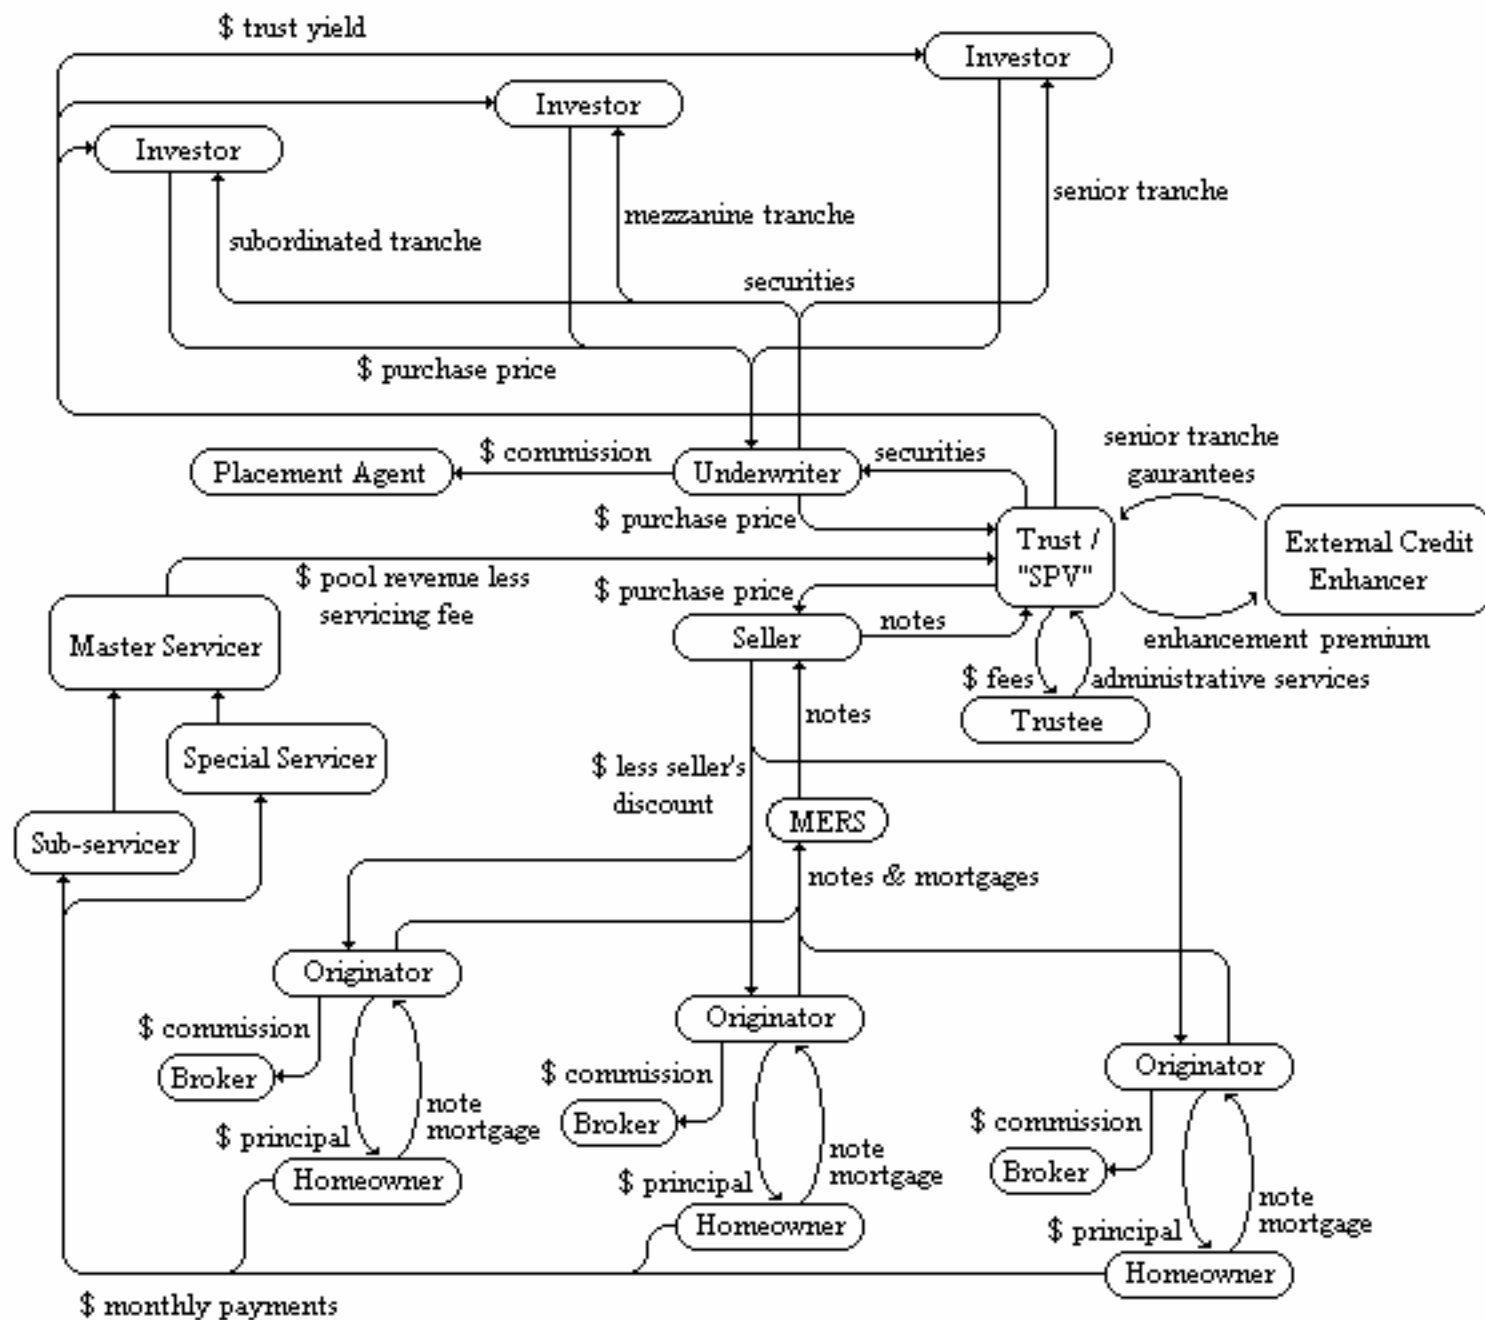 $ trust yield
Investor
Investor
Investor
senior tranche
mezzanine tranche
subordinated tranche
securities
$ purchase price
senior tranche
gaurantees
$ commission
securities
Placement Agent
Underwriter
$ purchase price
Trust /
"SPV"
External Credit
Enhancer
$ pool revenue less
servicing fee
$ purchase price
notes
Seller
enhancement premium
Master Servicer
$ fees
administrative services
Trustee
notes
Special Servicer
$ less seller's
discount
MERS
Sub-servicer
notes & mortgages
Originator
Originator
$ commission
Originator
Broker
$ commission
note
mortgage
Broker
$ commission
$ principal
note
mortgage
Broker
Homeowner
$ principal
note
mortgage
Homeowner
$ principal
Homeowner
$ monthly payments